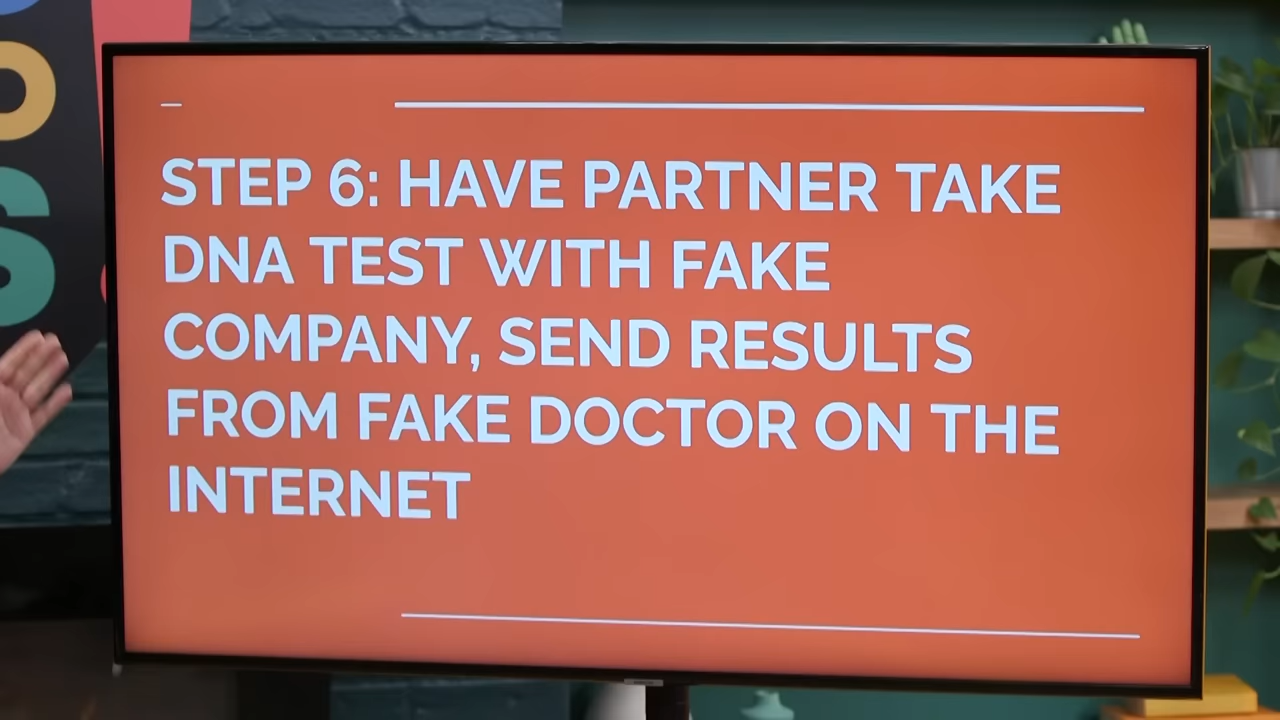 O
S
STEP 6: HAVE PARTNER TAKE
DNA TEST WITH FAKE
COMPANY, SEND RESULTS
FROM FAKE DOCTOR ON THE
INTERNET